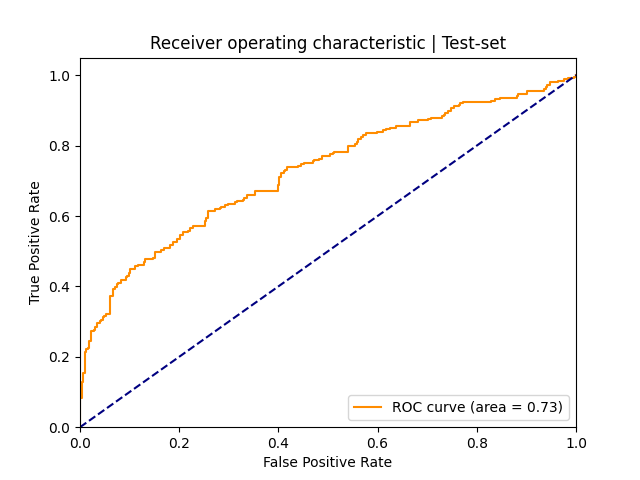 Receiver operating characteristic | Test-set
1.0
0.8
0.6
0.4
0.2
0.0
True Positive Rate
0.0 0.2 0.4 0.6 0.8 1.0
False Positive Rate
ROC curve (area = 0.73)